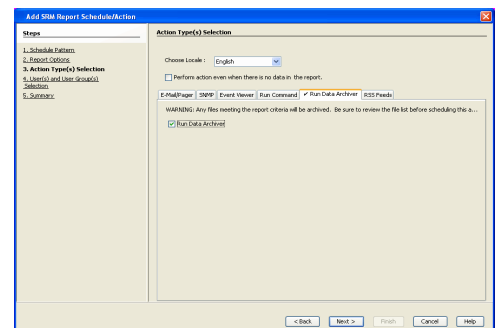 Add SRM Report Schedule/Action
Steps
1. Schedule Pattern
2. Report Options
3. Action Type(s) Selection
4. User(s) and User Group(s)
Selection
5. Summary
Action Type(s) Selection
Choose Locale : English
Perform action even when there is no data in the report.
E-Mail/Pager SNMP Event Viewer Run Command ✔ Run Data Archiver RSS Feeds
WARNING: Any files meeting the report criteria will be archived. Be sure to review the file list before scheduling this a...
Run Data Archiver
< Back Next > Finish Cancel Help